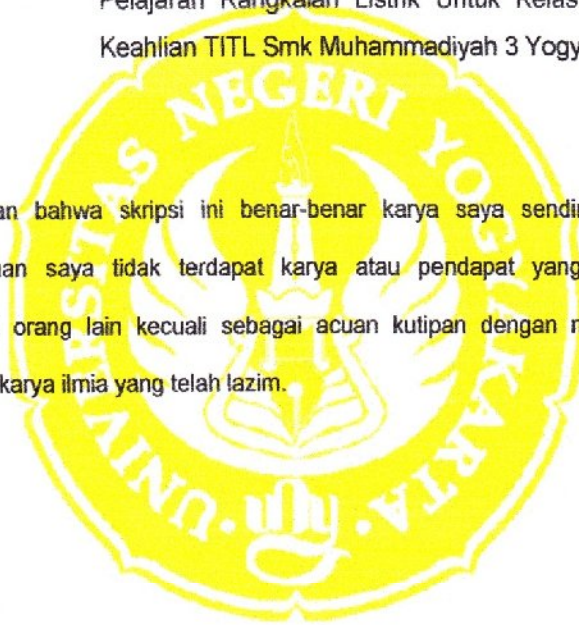 Pelajaran Rangkaian Listrik Untuk Kelas
Keahlian TITL Smk Muhammadiyah 3 Yogy
UNIVERSITAS NEGERI YOGYAKARTA
an bahwa skripsi ini benar-benar karya saya sendir
an saya tidak terdapat karya atau pendapat yang
orang lain kecuali sebagai acuan kutipan dengan
karya ilmia yang telah lazim.